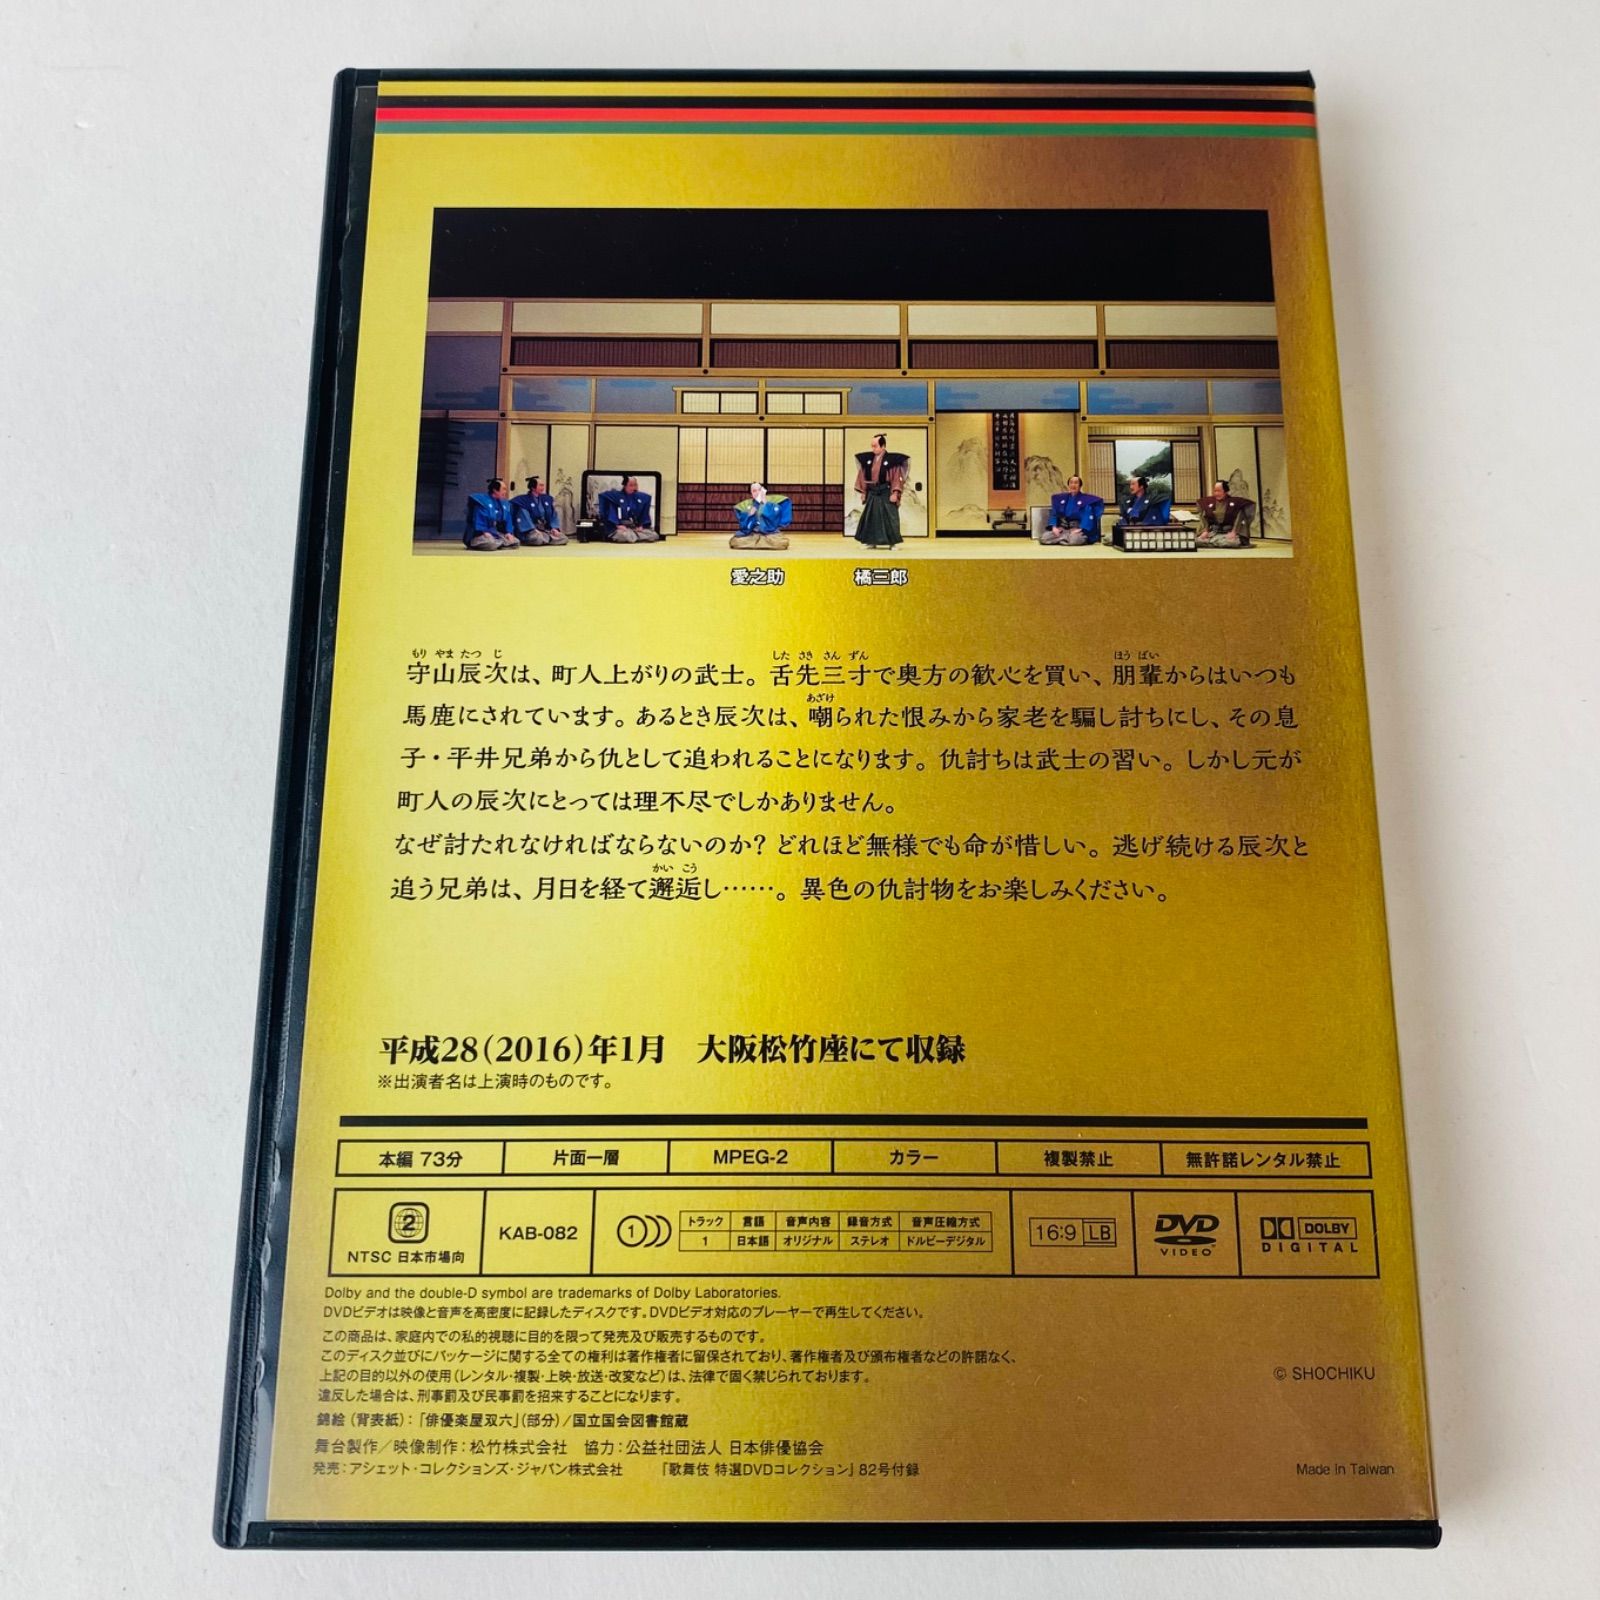 愛之助 橘三郎
もり やま たつ じ した さき さん ずん ほう ばい
守山辰次は、町人上がりの武士。舌先三寸で奥方の歓心を買い、朋輩からはいつも
あざけ
馬鹿にされています。あるとき辰次は、嘲られた恨みから家老を騙し討ちにし、その息
子・平井兄弟から仇として追われることになります。仇討ちは武士の習い。しかし元が
町人の辰次にとっては理不尽でしかありません。
なぜ討たれなければならないのか? どれほど無様でも命が惜しい。逃げ続ける辰次と
かい こう
追う兄弟は、月日を経て邂逅し……。異色の仇討物をお楽しみください。
平成28(2016)年1月 大阪松竹座にて収録
※出演者名は上演時のものです。
本編 73分 片面一層 MPEG-2 カラー 複製禁止 無許諾レンタル禁止
2
NTSC 日本市場向
KAB-082
1
トラック 言語 音声内容 録音方式 音声圧縮方式
1 日本語 オリジナル ステレオ ドルビーデジタル
16:9 LB
DVD
VIDEO
DOLBY
DIGITAL
Dolby and the double-D symbol are trademarks of Dolby Laboratories.
DVDビデオは映像と音声を高密度に記録したディスクです。DVDビデオ対応のプレーヤーで再生してください。
この商品は、家庭内での私的視聴に目的を限って発売及び販売するものです。
このディスク並びにパッケージに関する全ての権利は著作権者に留保されており、著作権者及び頒布権者などの許諾なく、
上記の目的以外の使用(レンタル・複製・上映・放送・改変など)は、法律で固く禁じられております。
違反した場合は、刑事罰及び民事罰を招来することになります。
© SHOCHIKU
錦絵(背表紙):「俳優楽屋双六」(部分)/国立国会図書館蔵
舞台製作/映像制作:松竹株式会社 協力:公益社団法人 日本俳優協会
発売:アシェット・コレクションズ・ジャパン株式会社 『歌舞伎 特選DVDコレクション』82号付録
Made in Taiwan